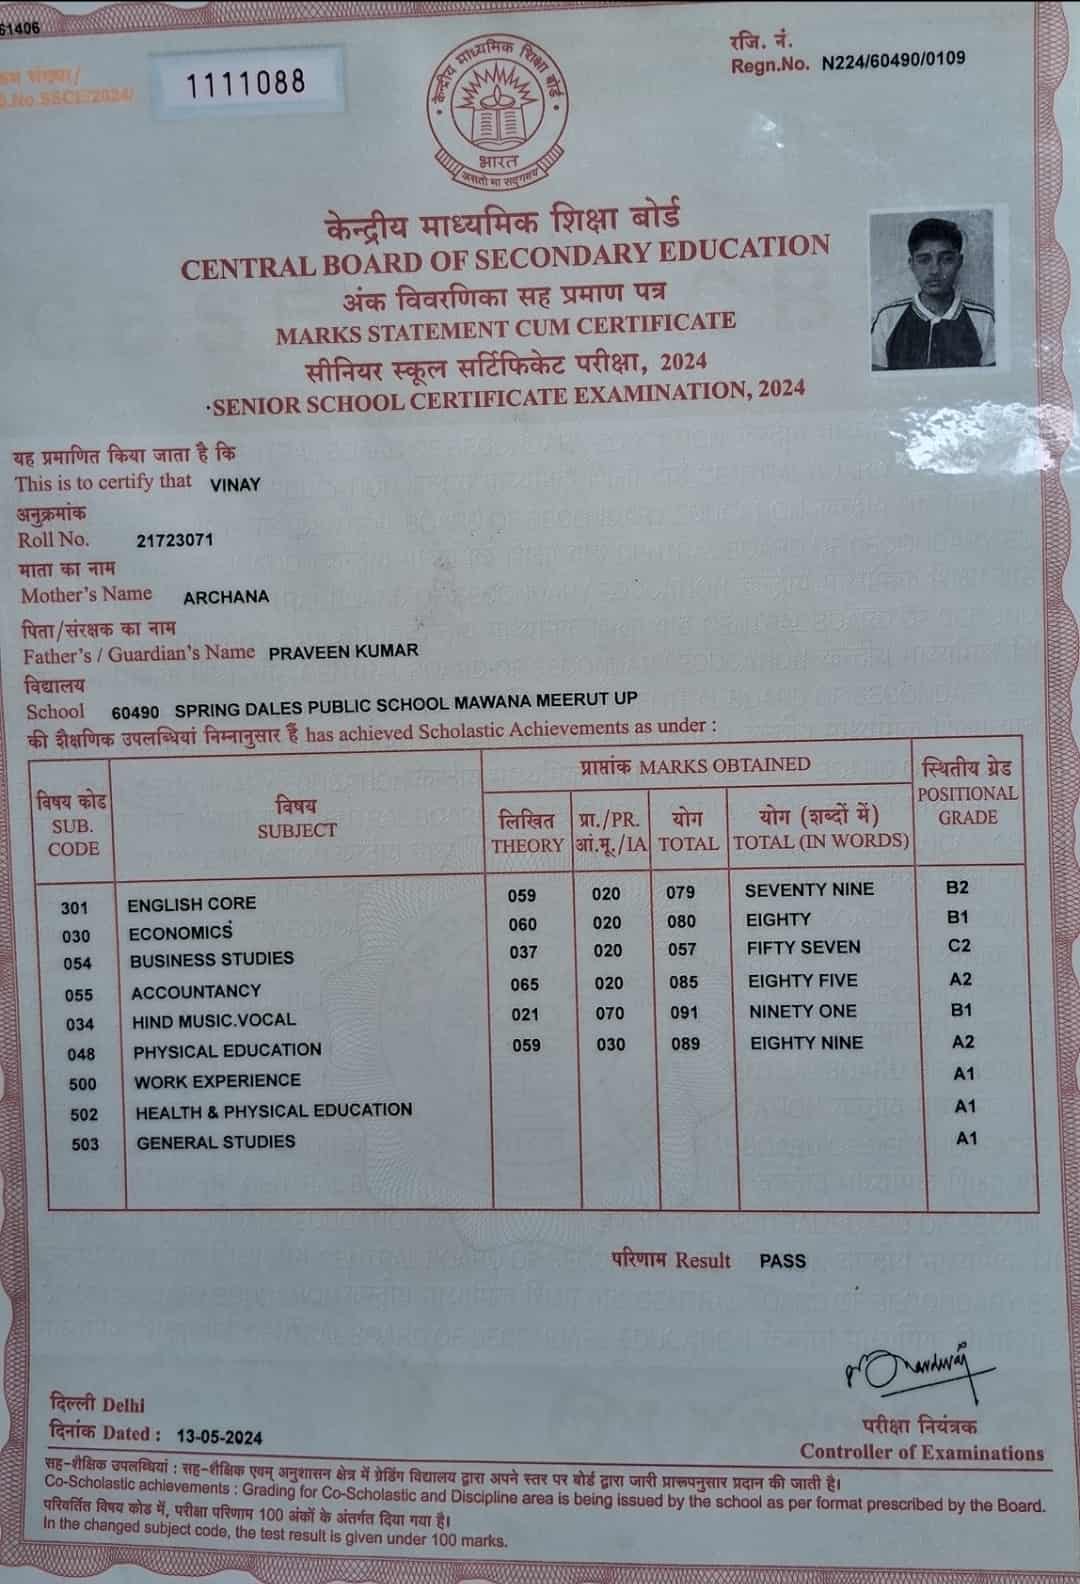 61406
1111088
S.No.SSCE/2024/
रजि. नं.
Regn.No. N224/60490/0109
केन्द्रीय माध्यमिक शिक्षा बोर्ड
भारत
असतो मा सद्गमय
केन्द्रीय माध्यमिक शिक्षा बोर्ड
CENTRAL BOARD OF SECONDARY EDUCATION
अंक विवरणिका सह प्रमाण पत्र
MARKS STATEMENT CUM CERTIFICATE
सीनियर स्कूल सर्टिफिकेट परीक्षा, 2024
SENIOR SCHOOL CERTIFICATE EXAMINATION, 2024
यह प्रमाणित किया जाता है कि
This is to certify that VINAY
अनुक्रमांक
Roll No. 21723071
माता का नाम
Mother's Name ARCHANA
पिता/संरक्षक का नाम
Father's / Guardian's Name PRAVEEN KUMAR
विद्यालय
School 60490 SPRING DALES PUBLIC SCHOOL MAWANA MEERUT UP
की शैक्षणिक उपलब्धियां निम्नानुसार हैं has achieved Scholastic Achievements as under :
विषय कोड SUB. CODE
विषय SUBJECT
प्राप्तांक MARKS OBTAINED
लिखित THEORY
प्रा./PR. आं.मू./IA
योग TOTAL
योग (शब्दों में) TOTAL (IN WORDS)
स्थितीय ग्रेड POSITIONAL GRADE
301 ENGLISH CORE 059 020 079 SEVENTY NINE B2
030 ECONOMICS 060 020 080 EIGHTY B1
054 BUSINESS STUDIES 037 020 057 FIFTY SEVEN C2
055 ACCOUNTANCY 065 020 085 EIGHTY FIVE A2
034 HIND MUSIC.VOCAL 021 070 091 NINETY ONE B1
048 PHYSICAL EDUCATION 059 030 089 EIGHTY NINE A2
500 WORK EXPERIENCE A1
502 HEALTH & PHYSICAL EDUCATION A1
503 GENERAL STUDIES A1
परिणाम Result PASS
दिल्ली Delhi
दिनांक Dated : 13-05-2024
परीक्षा नियंत्रक
Controller of Examinations
सह-शैक्षिक उपलब्धियां : सह-शैक्षिक एवम् अनुशासन क्षेत्र में ग्रेडिंग विद्यालय द्वारा अपने स्तर पर बोर्ड द्वारा जारी प्रारूपनुसार प्रदान की जाती है।
Co-Scholastic achievements : Grading for Co-Scholastic and Discipline area is being issued by the school as per format prescribed by the Board.
परिवर्तित विषय कोड में, परीक्षा परिणाम 100 अंकों के अंतर्गत दिया गया है।
In the changed subject code, the test result is given under 100 marks.